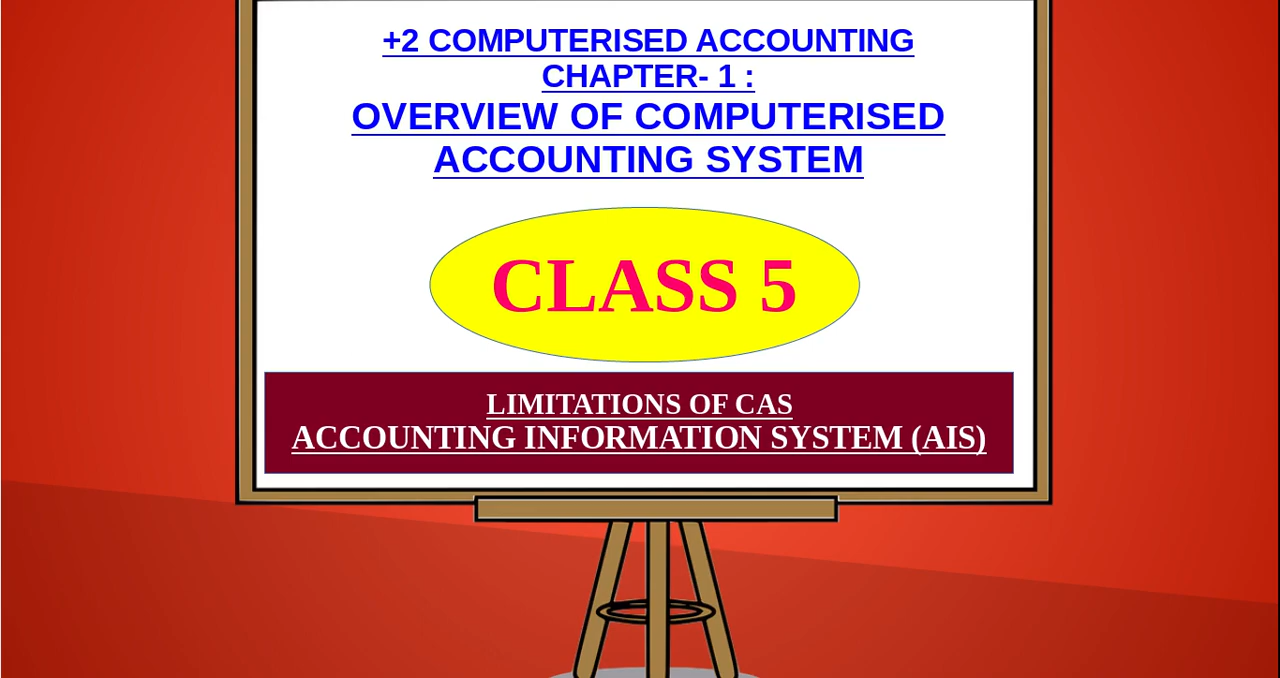 +2 COMPUTERISED ACCOUNTING
CHAPTER- 1 :
OVERVIEW OF COMPUTERISED
ACCOUNTING SYSTEM
CLASS 5
LIMITATIONS OF CAS
ACCOUNTING INFORMATION SYSTEM (AIS)